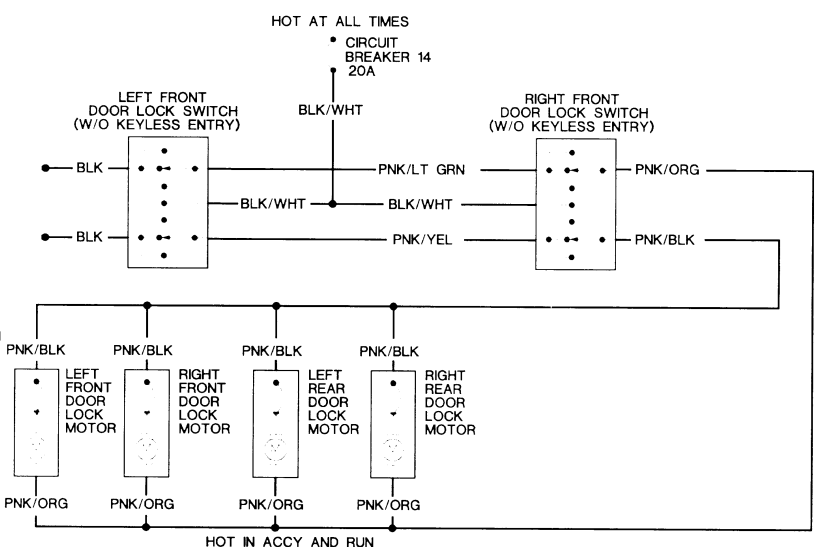 HOT AT ALL TIMES
CIRCUIT
BREAKER 14
20A
LEFT FRONT
DOOR LOCK SWITCH
(W/O KEYLESS ENTRY)
BLK/WHT
RIGHT FRONT
DOOR LOCK SWITCH
(W/O KEYLESS ENTRY)
BLK
PNK/LT GRN
PNK/ORG
BLK/WHT
BLK/WHT
BLK
PNK/YEL
PNK/BLK
PNK/BLK
PNK/BLK
PNK/BLK
PNK/BLK
LEFT
FRONT
DOOR
LOCK
MOTOR
RIGHT
FRONT
DOOR
LOCK
MOTOR
LEFT
REAR
DOOR
LOCK
MOTOR
RIGHT
REAR
DOOR
LOCK
MOTOR
PNK/ORG
PNK/ORG
PNK/ORG
PNK/ORG
HOT IN ACCY AND RUN